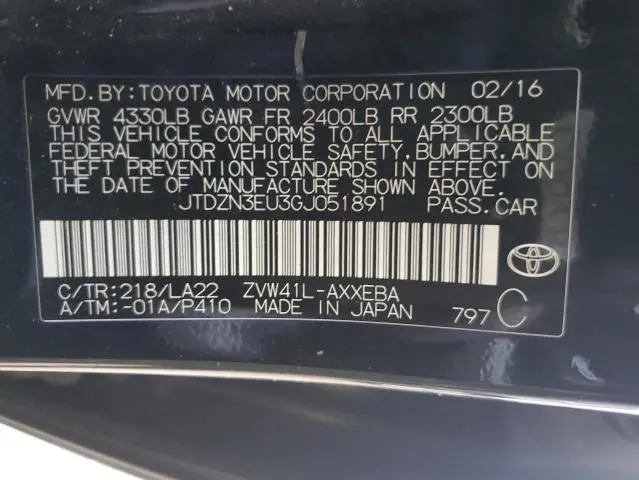 MFD.BY:TOYOTA MOTOR CORPORATION 02/16
GVWR 4330LB GAWR FR 2400LB RR 2300LB
THIS VEHICLE CONFORMS TO ALL APPLICABLE
FEDERAL MOTOR VEHICLE SAFETY,BUMPER,AND
THEFT PREVENTION STANDARDS IN EFFECT ON
THE DATE OF MANUFACTURE SHOWN ABOVE.
JTDZN3EU3GJ051891 PASS.CAR
C/TR:218/LA22 ZVW41L-AXXEBA
A/TM:-01A/P410 MADE IN JAPAN 797 C